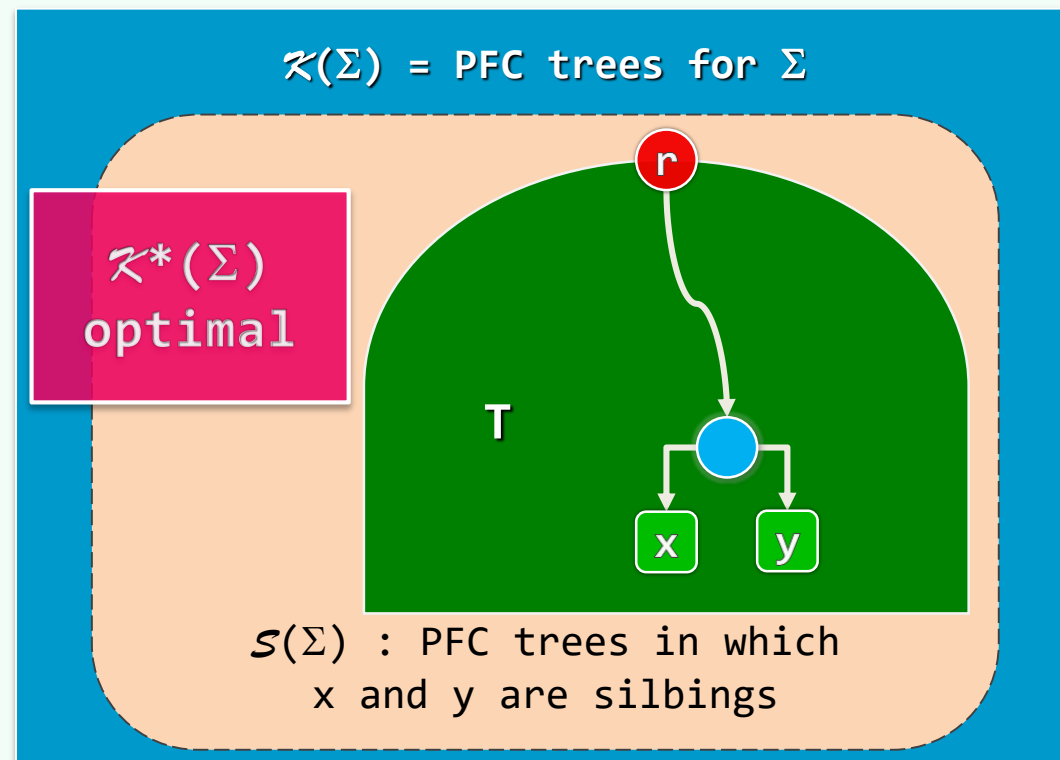 𝒦(Σ) = PFC trees for Σ
r
𝒦*(Σ)
optimal
T
x
y
𝒮(Σ) : PFC trees in which
x and y are silbings